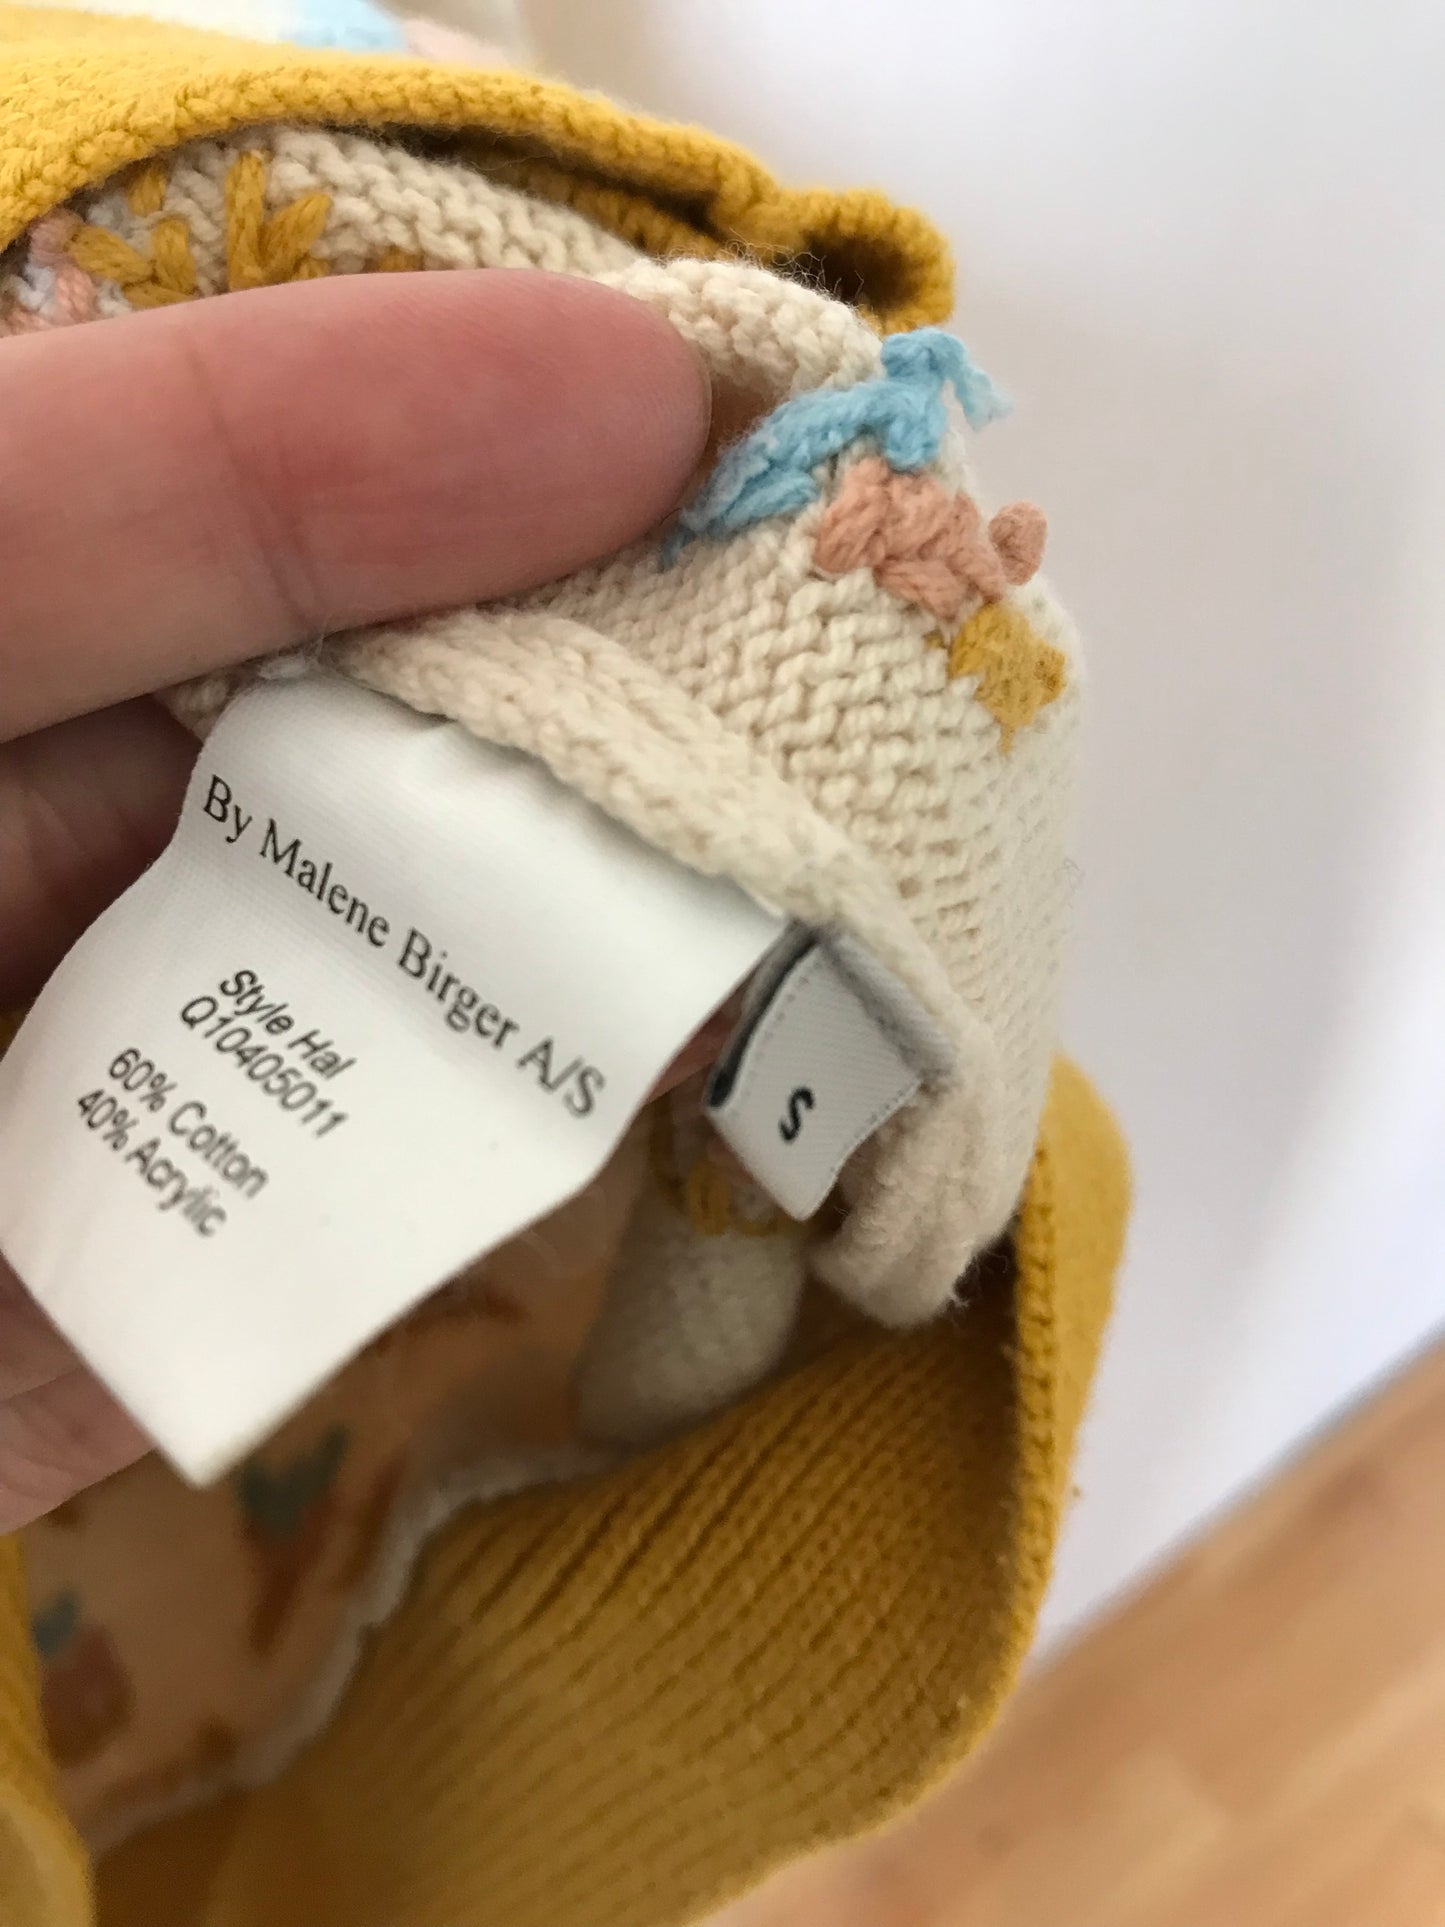 By Malene Birger A/S
Style Hal
Q10405011
60% Cotton
40% Acrylic
S